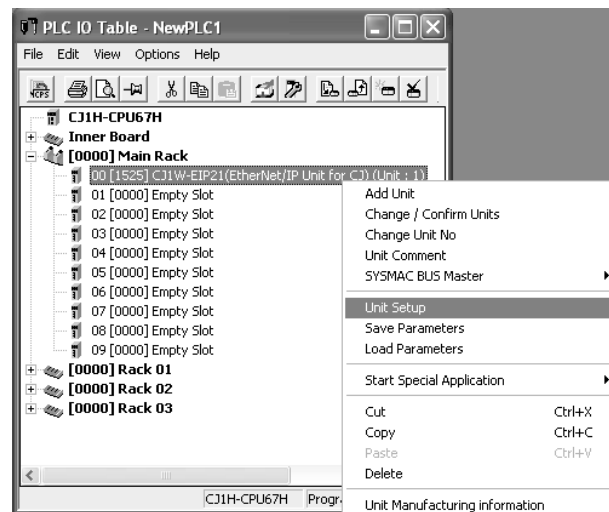 PLC IO Table - NewPLC1
File Edit View Options Help
CJ1H-CPU67H
Inner Board
[0000] Main Rack
00 [1525] CJ1W-EIP21(EtherNet/IP Unit for CJ) (Unit : 1)
01 [0000] Empty Slot
02 [0000] Empty Slot
03 [0000] Empty Slot
04 [0000] Empty Slot
05 [0000] Empty Slot
06 [0000] Empty Slot
07 [0000] Empty Slot
08 [0000] Empty Slot
09 [0000] Empty Slot
[0000] Rack 01
[0000] Rack 02
[0000] Rack 03
Add Unit
Change / Confirm Units
Change Unit No
Unit Comment
SYSMAC BUS Master
Unit Setup
Save Parameters
Load Parameters
Start Special Application
Cut Ctrl+X
Copy Ctrl+C
Paste Ctrl+V
Delete
Unit Manufacturing information
CJ1H-CPU67H